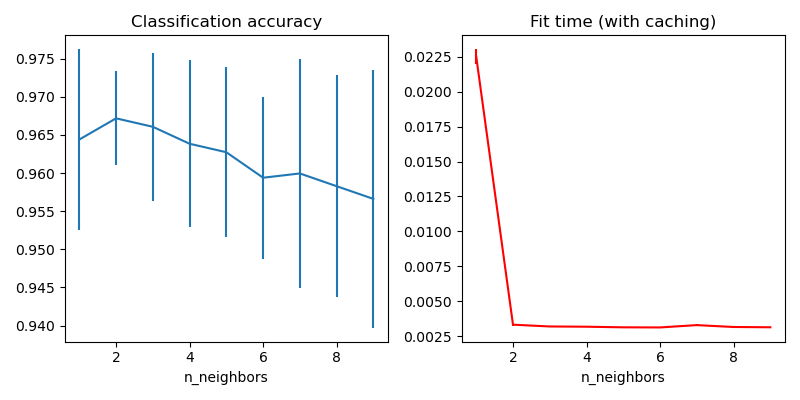 Classification accuracy
0.975
0.970
0.965
0.960
0.955
0.950
0.945
0.940
2 4 6 8
n_neighbors
Fit time (with caching)
0.0225
0.0200
0.0175
0.0150
0.0125
0.0100
0.0075
0.0050
0.0025
2 4 6 8
n_neighbors